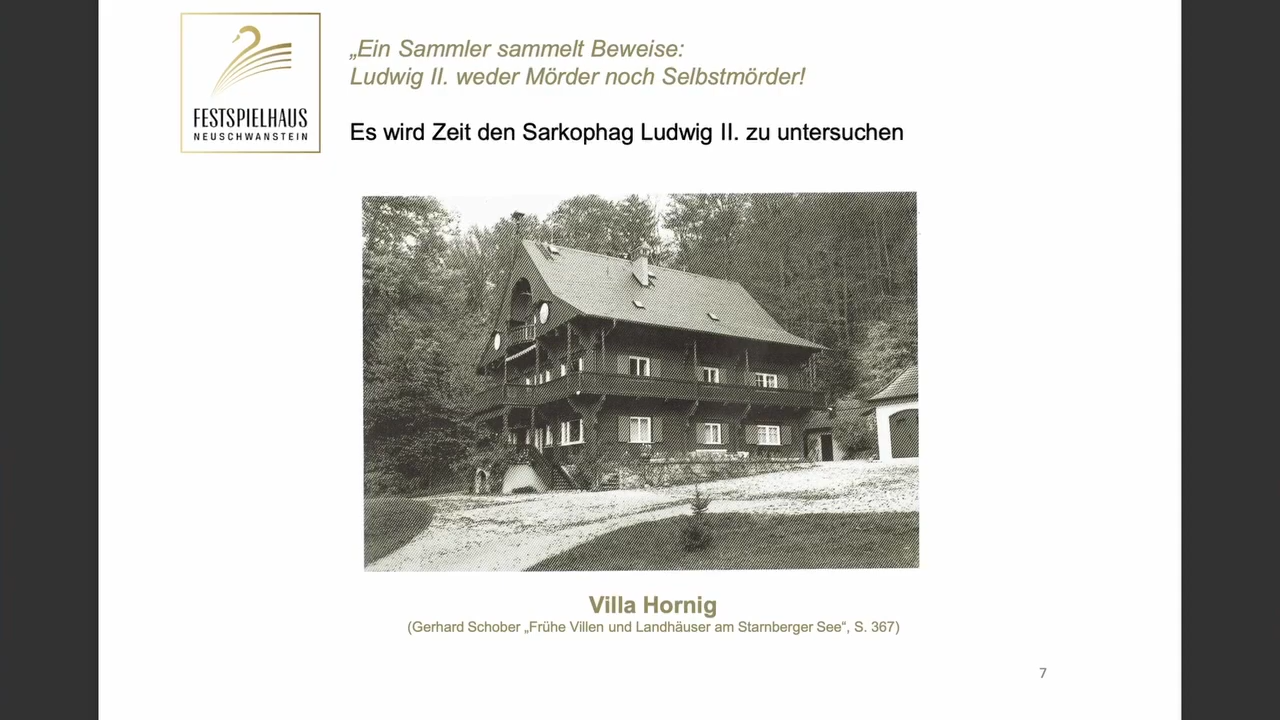 FESTSPIELHAUS
NEUSCHWANSTEIN
„Ein Sammler sammelt Beweise:
Ludwig II. weder Mörder noch Selbstmörder!
Es wird Zeit den Sarkophag Ludwig II. zu untersuchen
Villa Hornig
(Gerhard Schober „Frühe Villen und Landhäuser am Starnberger See“, S. 367)
7